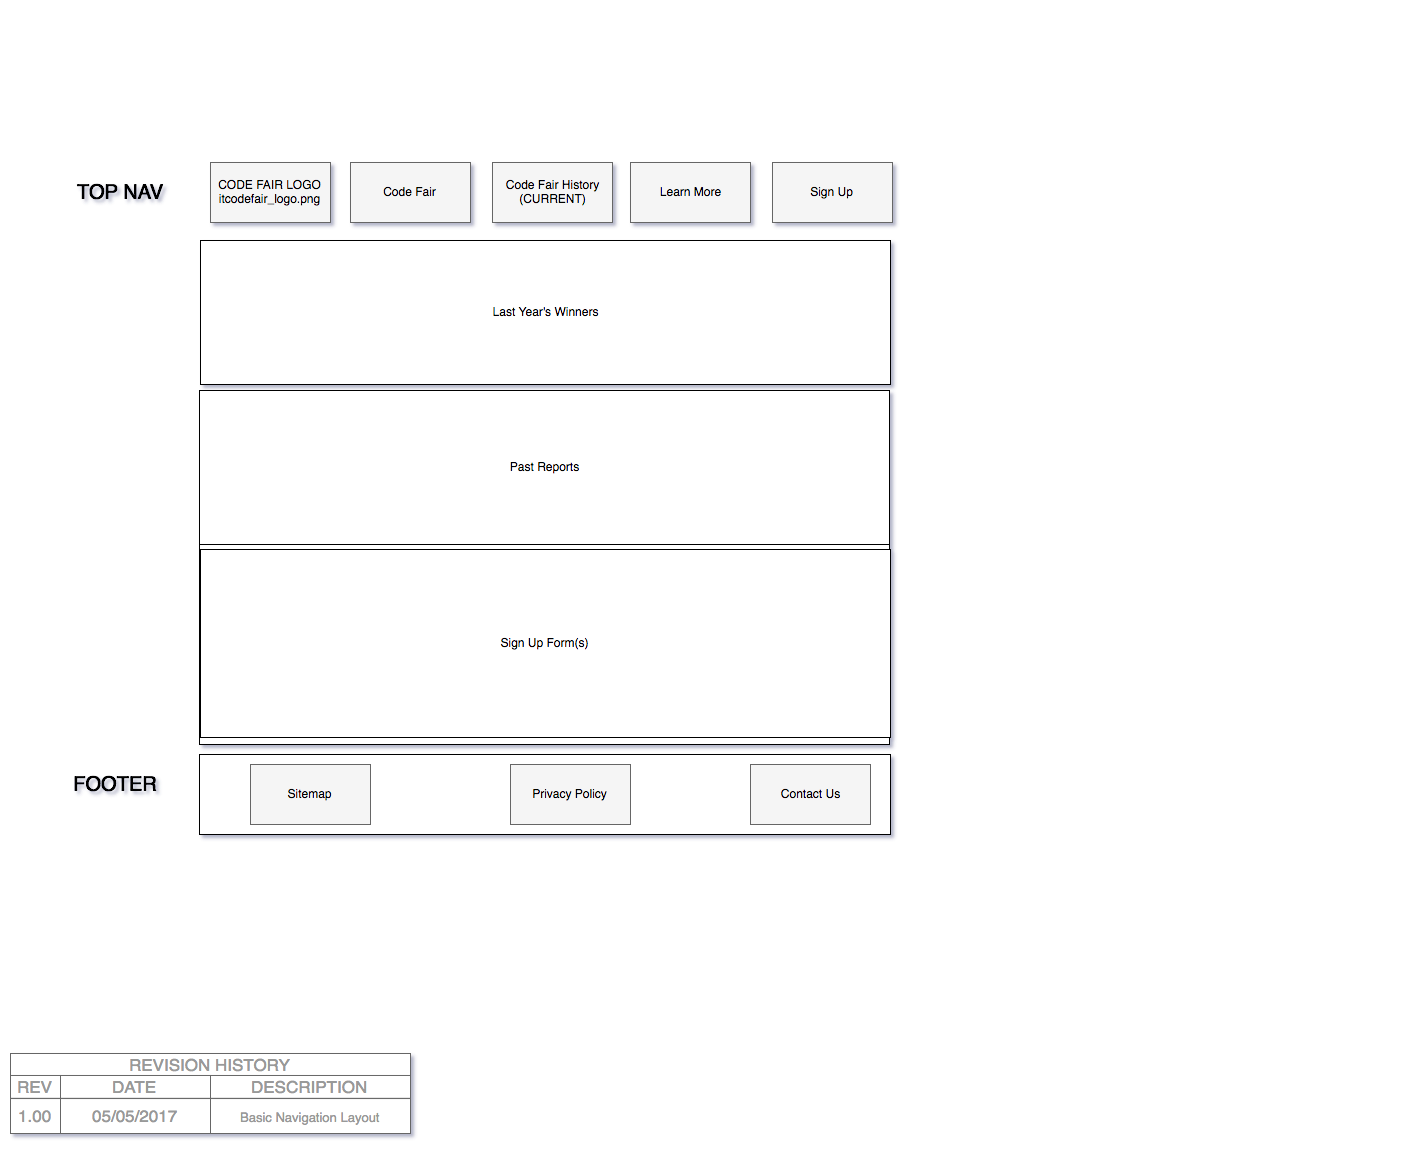 TOP NAV
CODE FAIR LOGO
itcodefair_logo.png
Code Fair
Code Fair History
(CURRENT)
Learn More
Sign Up
Last Year's Winners
Past Reports
Sign Up Form(s)
FOOTER
Sitemap
Privacy Policy
Contact Us
REVISION HISTORY
REV DATE DESCRIPTION
1.00 05/05/2017 Basic Navigation Layout